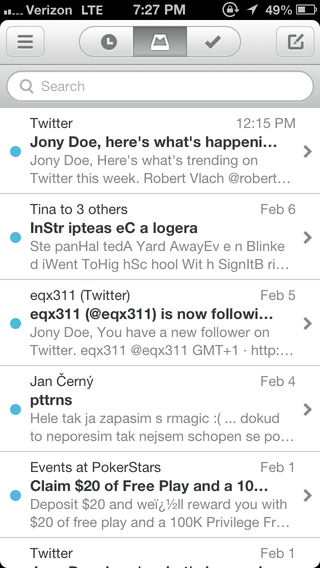 Verizon LTE 7:27 PM 49%
Search
Twitter 12:15 PM
Jony Doe, here's what's happeni...
Jony Doe, Here's what's trending on
Twitter this week. Robert Vlach @robert...
Tina to 3 others Feb 6
InStr ipteas eC a logera
Ste panHal tedA Yard AwayEv e n Blinke
d iWent ToHig hSc hool Wit h SignItB ri...
eqx311 (Twitter) Feb 5
eqx311 (@eqx311) is now followi...
Jony Doe, You have a new follower on
Twitter. eqx311 @eqx311 GMT+1 · http:...
Jan Černý Feb 4
pttrns
Hele tak ja zapasim s rmagic :( ... dokud
to neporesim tak nejsem schopen se po...
Events at PokerStars Feb 1
Claim $20 of Free Play and a 10...
Deposit $20 and weï¿½ll reward you with
$20 of free play and a 100K Privilege Fr...
Twitter Feb 1